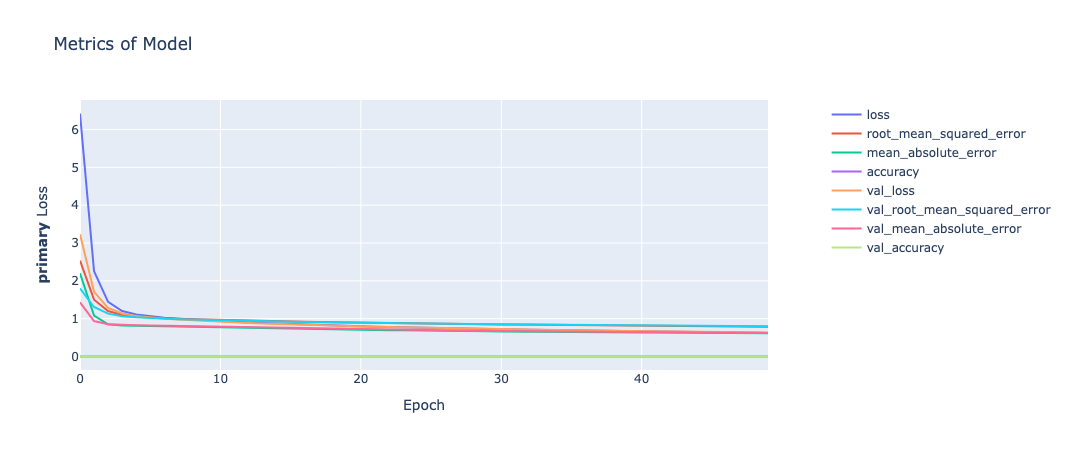 Metrics of Model
6
5
4
3
2
1
0
primary Loss
0
10
20
30
40
Epoch
loss
root_mean_squared_error
mean_absolute_error
accuracy
val_loss
val_root_mean_squared_error
val_mean_absolute_error
val_accuracy